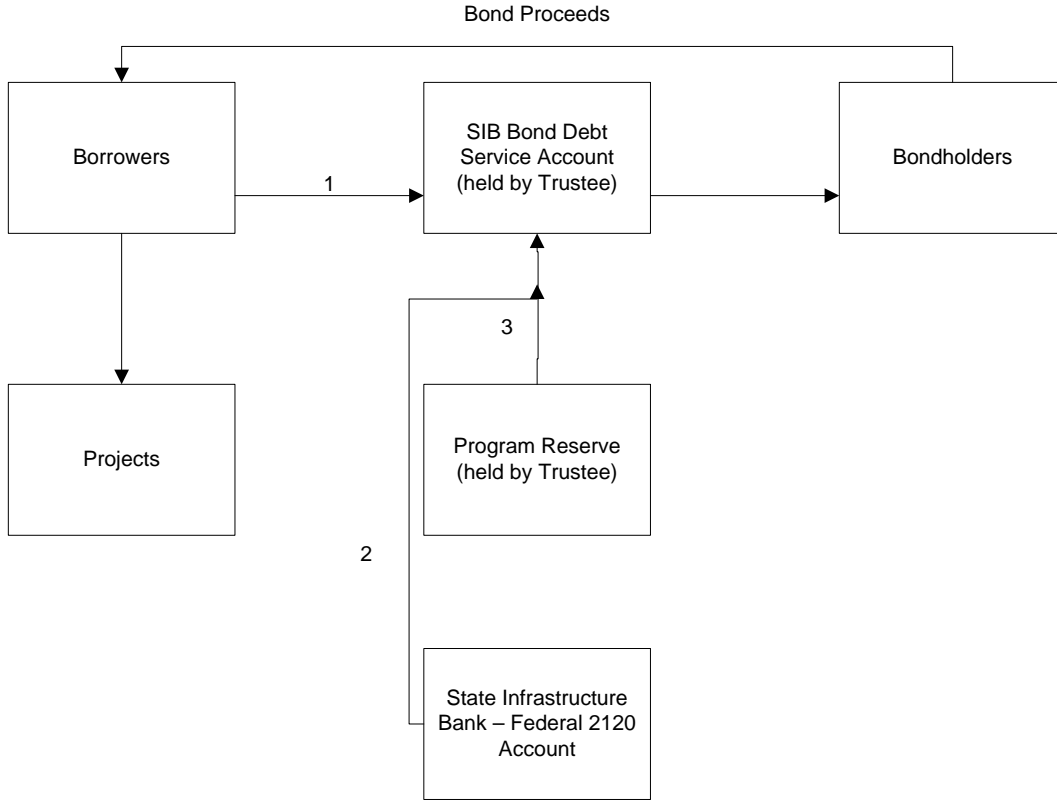 Bond Proceeds
Borrowers
SIB Bond Debt
Service Account
(held by Trustee)
Bondholders
1
3
Projects
Program Reserve
(held by Trustee)
2
State Infrastructure
Bank – Federal 2120
Account